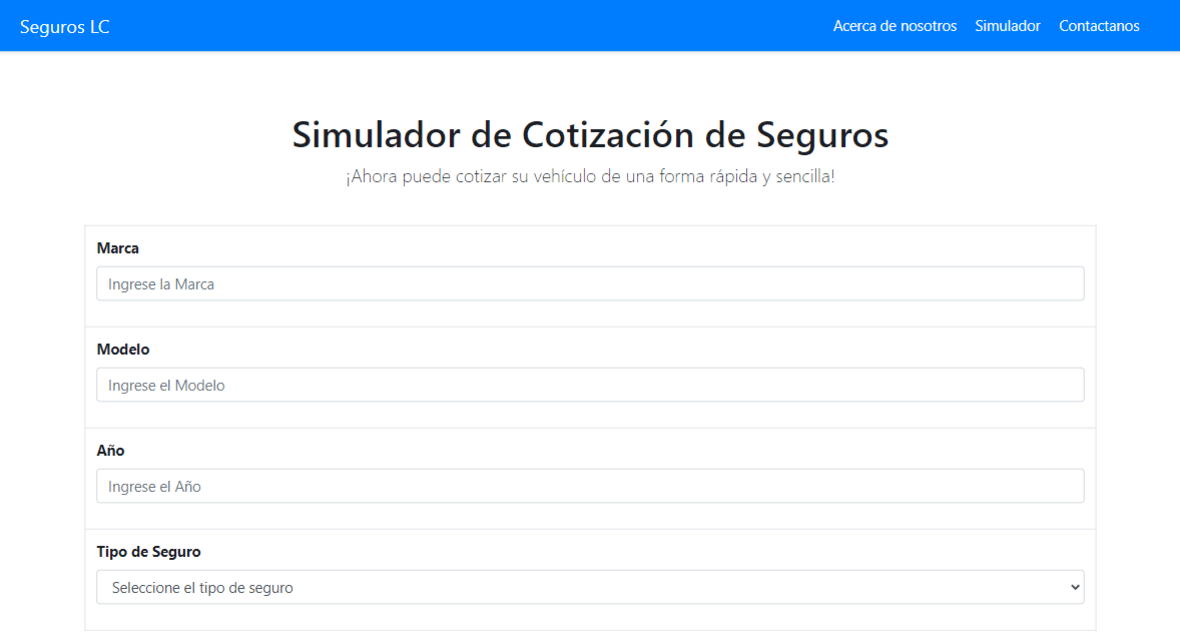 Seguros LC Acerca de nosotros Simulador Contactanos
Simulador de Cotización de Seguros
¡Ahora puede cotizar su vehículo de una forma rápida y sencilla!
Marca
Ingrese la Marca
Modelo
Ingrese el Modelo
Año
Ingrese el Año
Tipo de Seguro
Seleccione el tipo de seguro